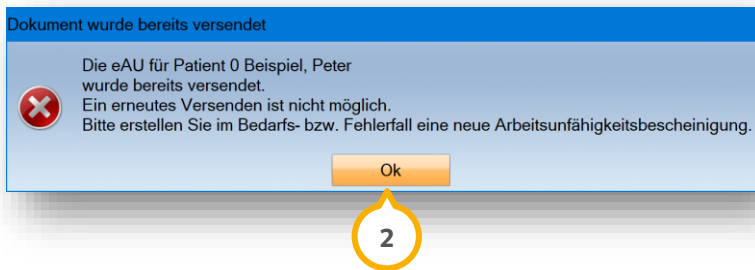 Dokument wurde bereits versendet
Die eAU für Patient 0 Beispiel, Peter
wurde bereits versendet.
Ein erneutes Versenden ist nicht möglich.
Bitte erstellen Sie im Bedarfs- bzw. Fehlerfall eine neue Arbeitsunfähigkeitsbescheinigung.
Ok
2